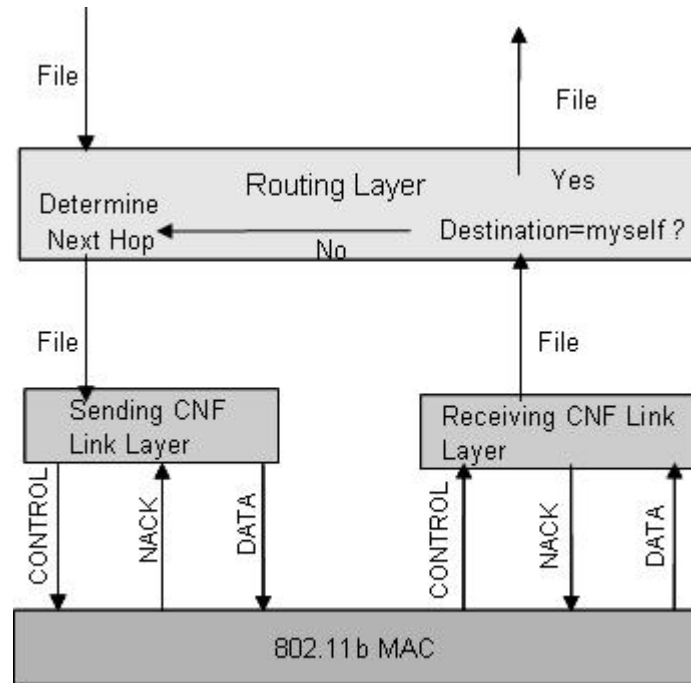 File
File
Routing Layer
Yes
Determine
Next Hop
No
Destination=myself?
File
File
Sending CNF
Link Layer
Receiving CNF Link
Layer
CONTROL
NACK
DATA
CONTROL
NACK
DATA
802.11b MAC